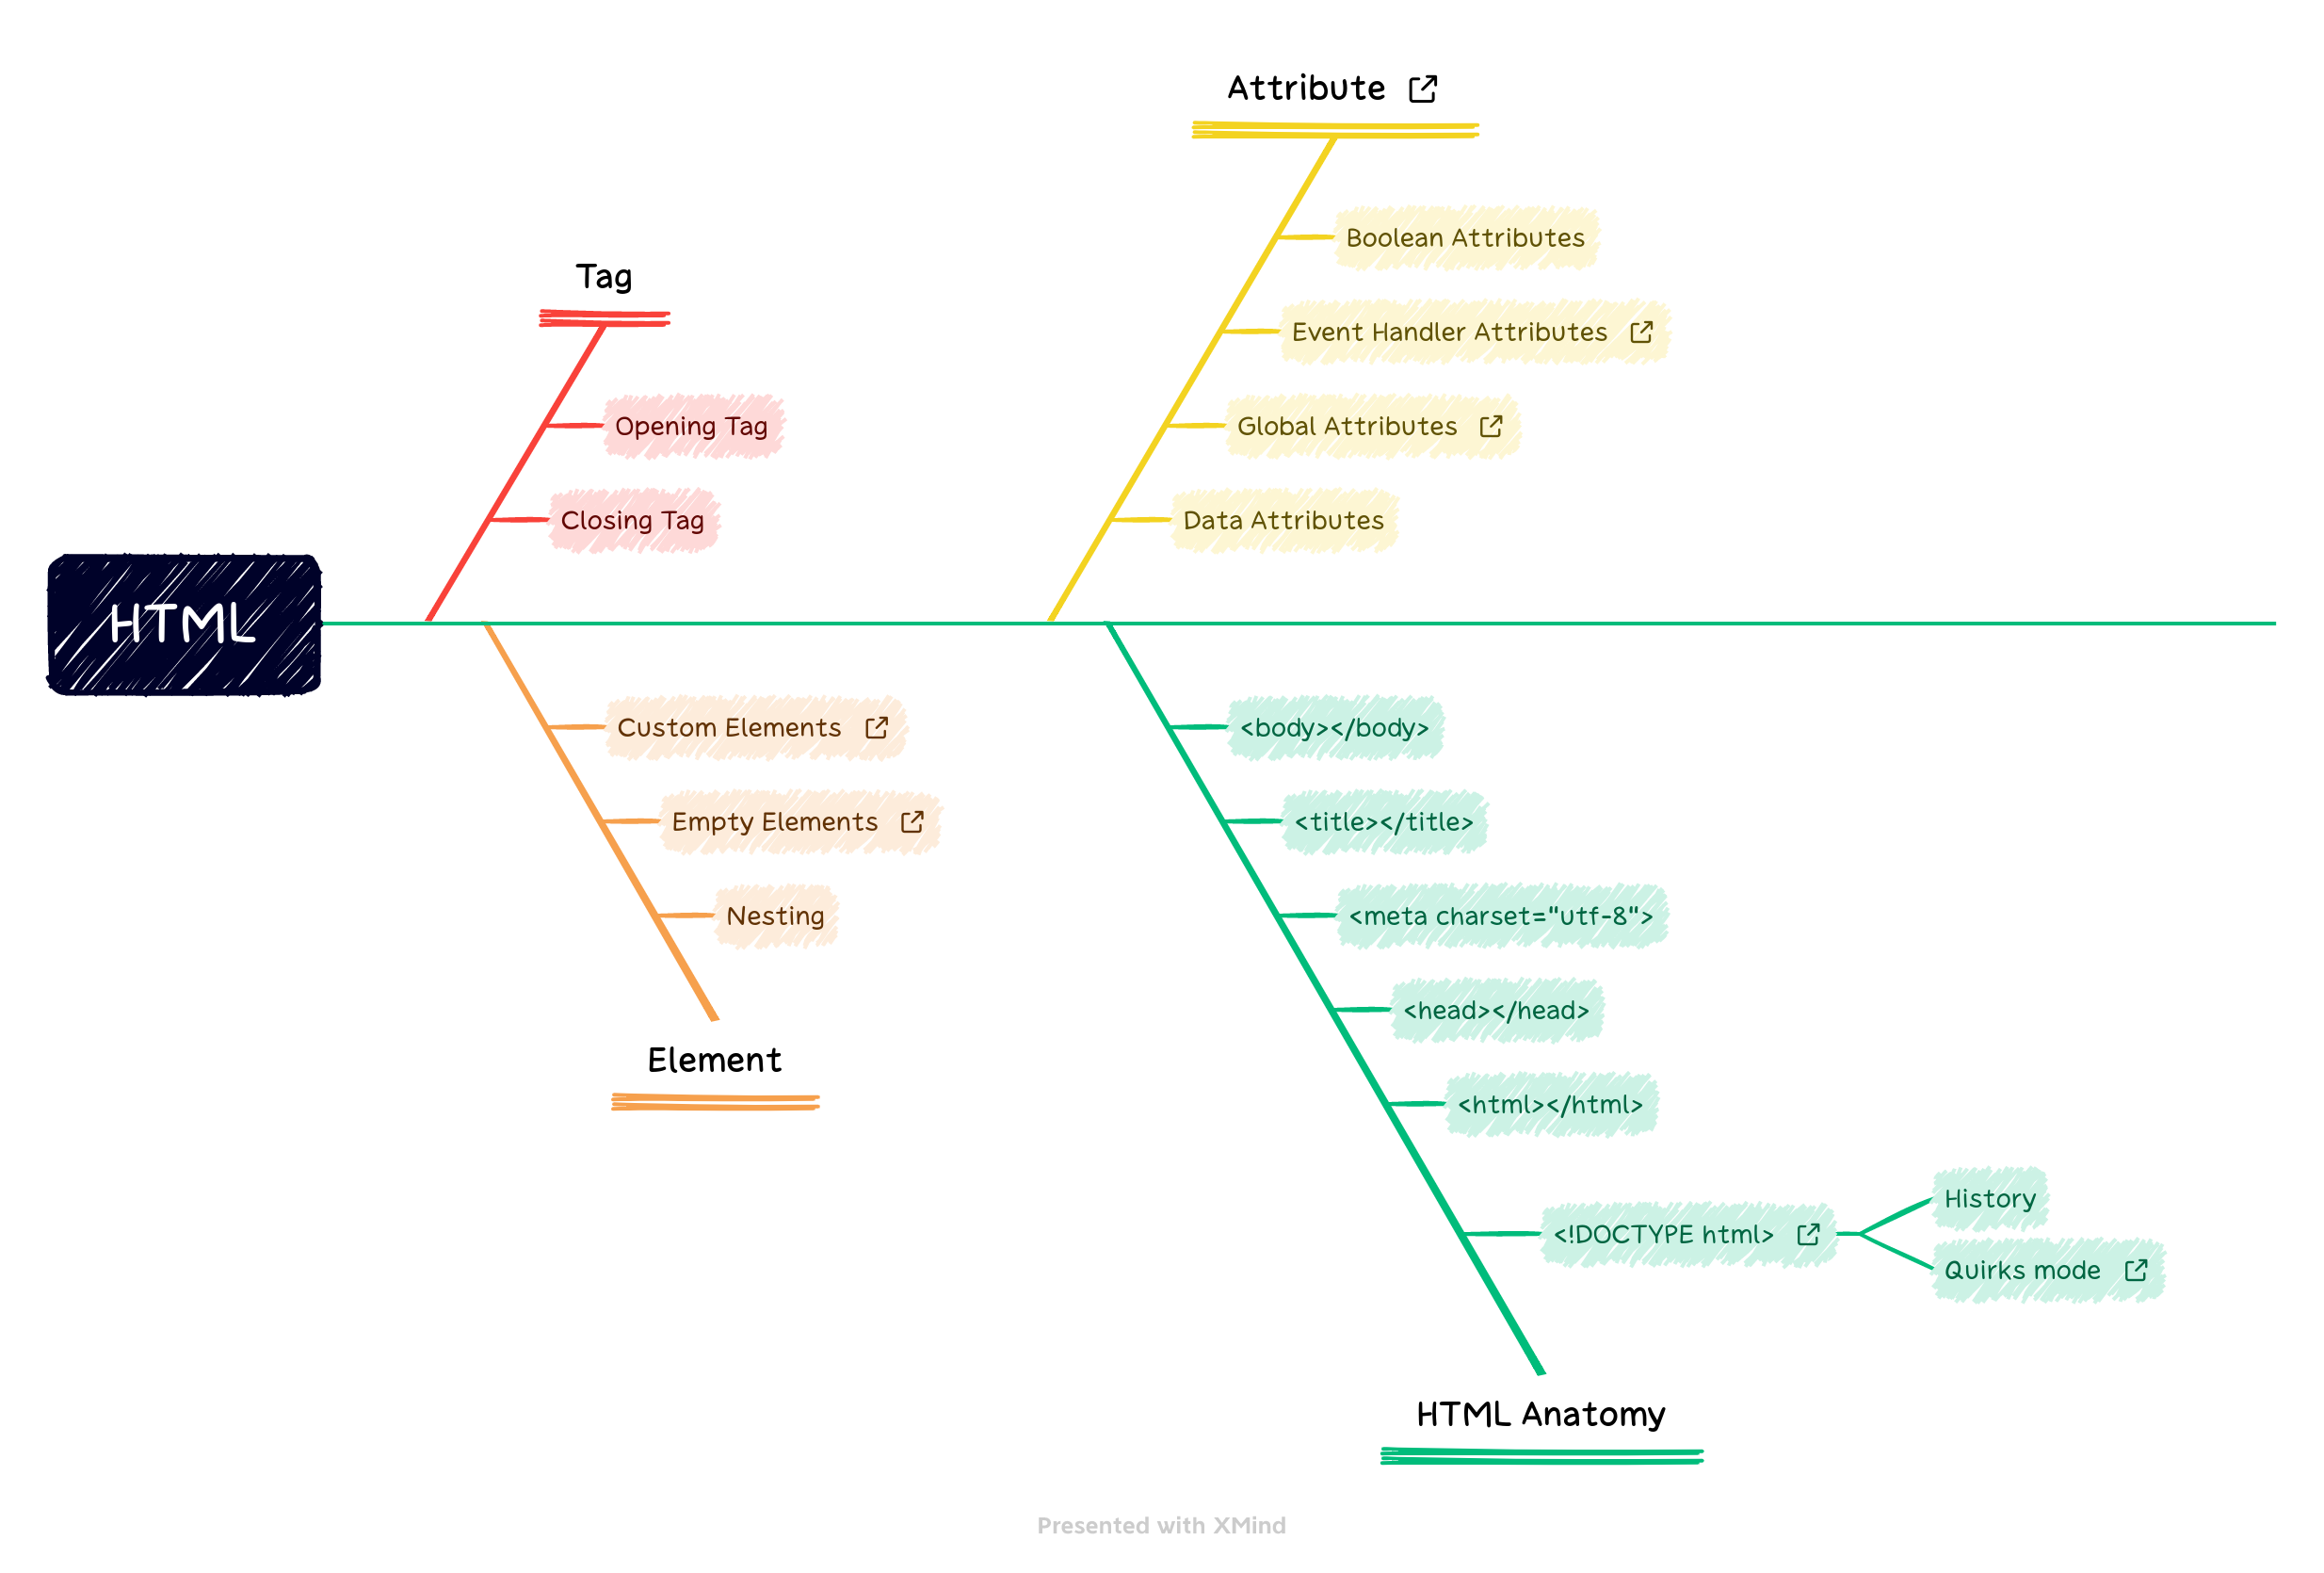 Attribute
Boolean Attributes
Event Handler Attributes
Global Attributes
Data Attributes
Tag
Opening Tag
Closing Tag
HTML
Custom Elements
Empty Elements
Nesting
Element
<body></body>
<title></title>
<meta charset="utf-8">
<head></head>
<html></html>
<!DOCTYPE html>
History
Quirks mode
HTML Anatomy
Presented with XMind